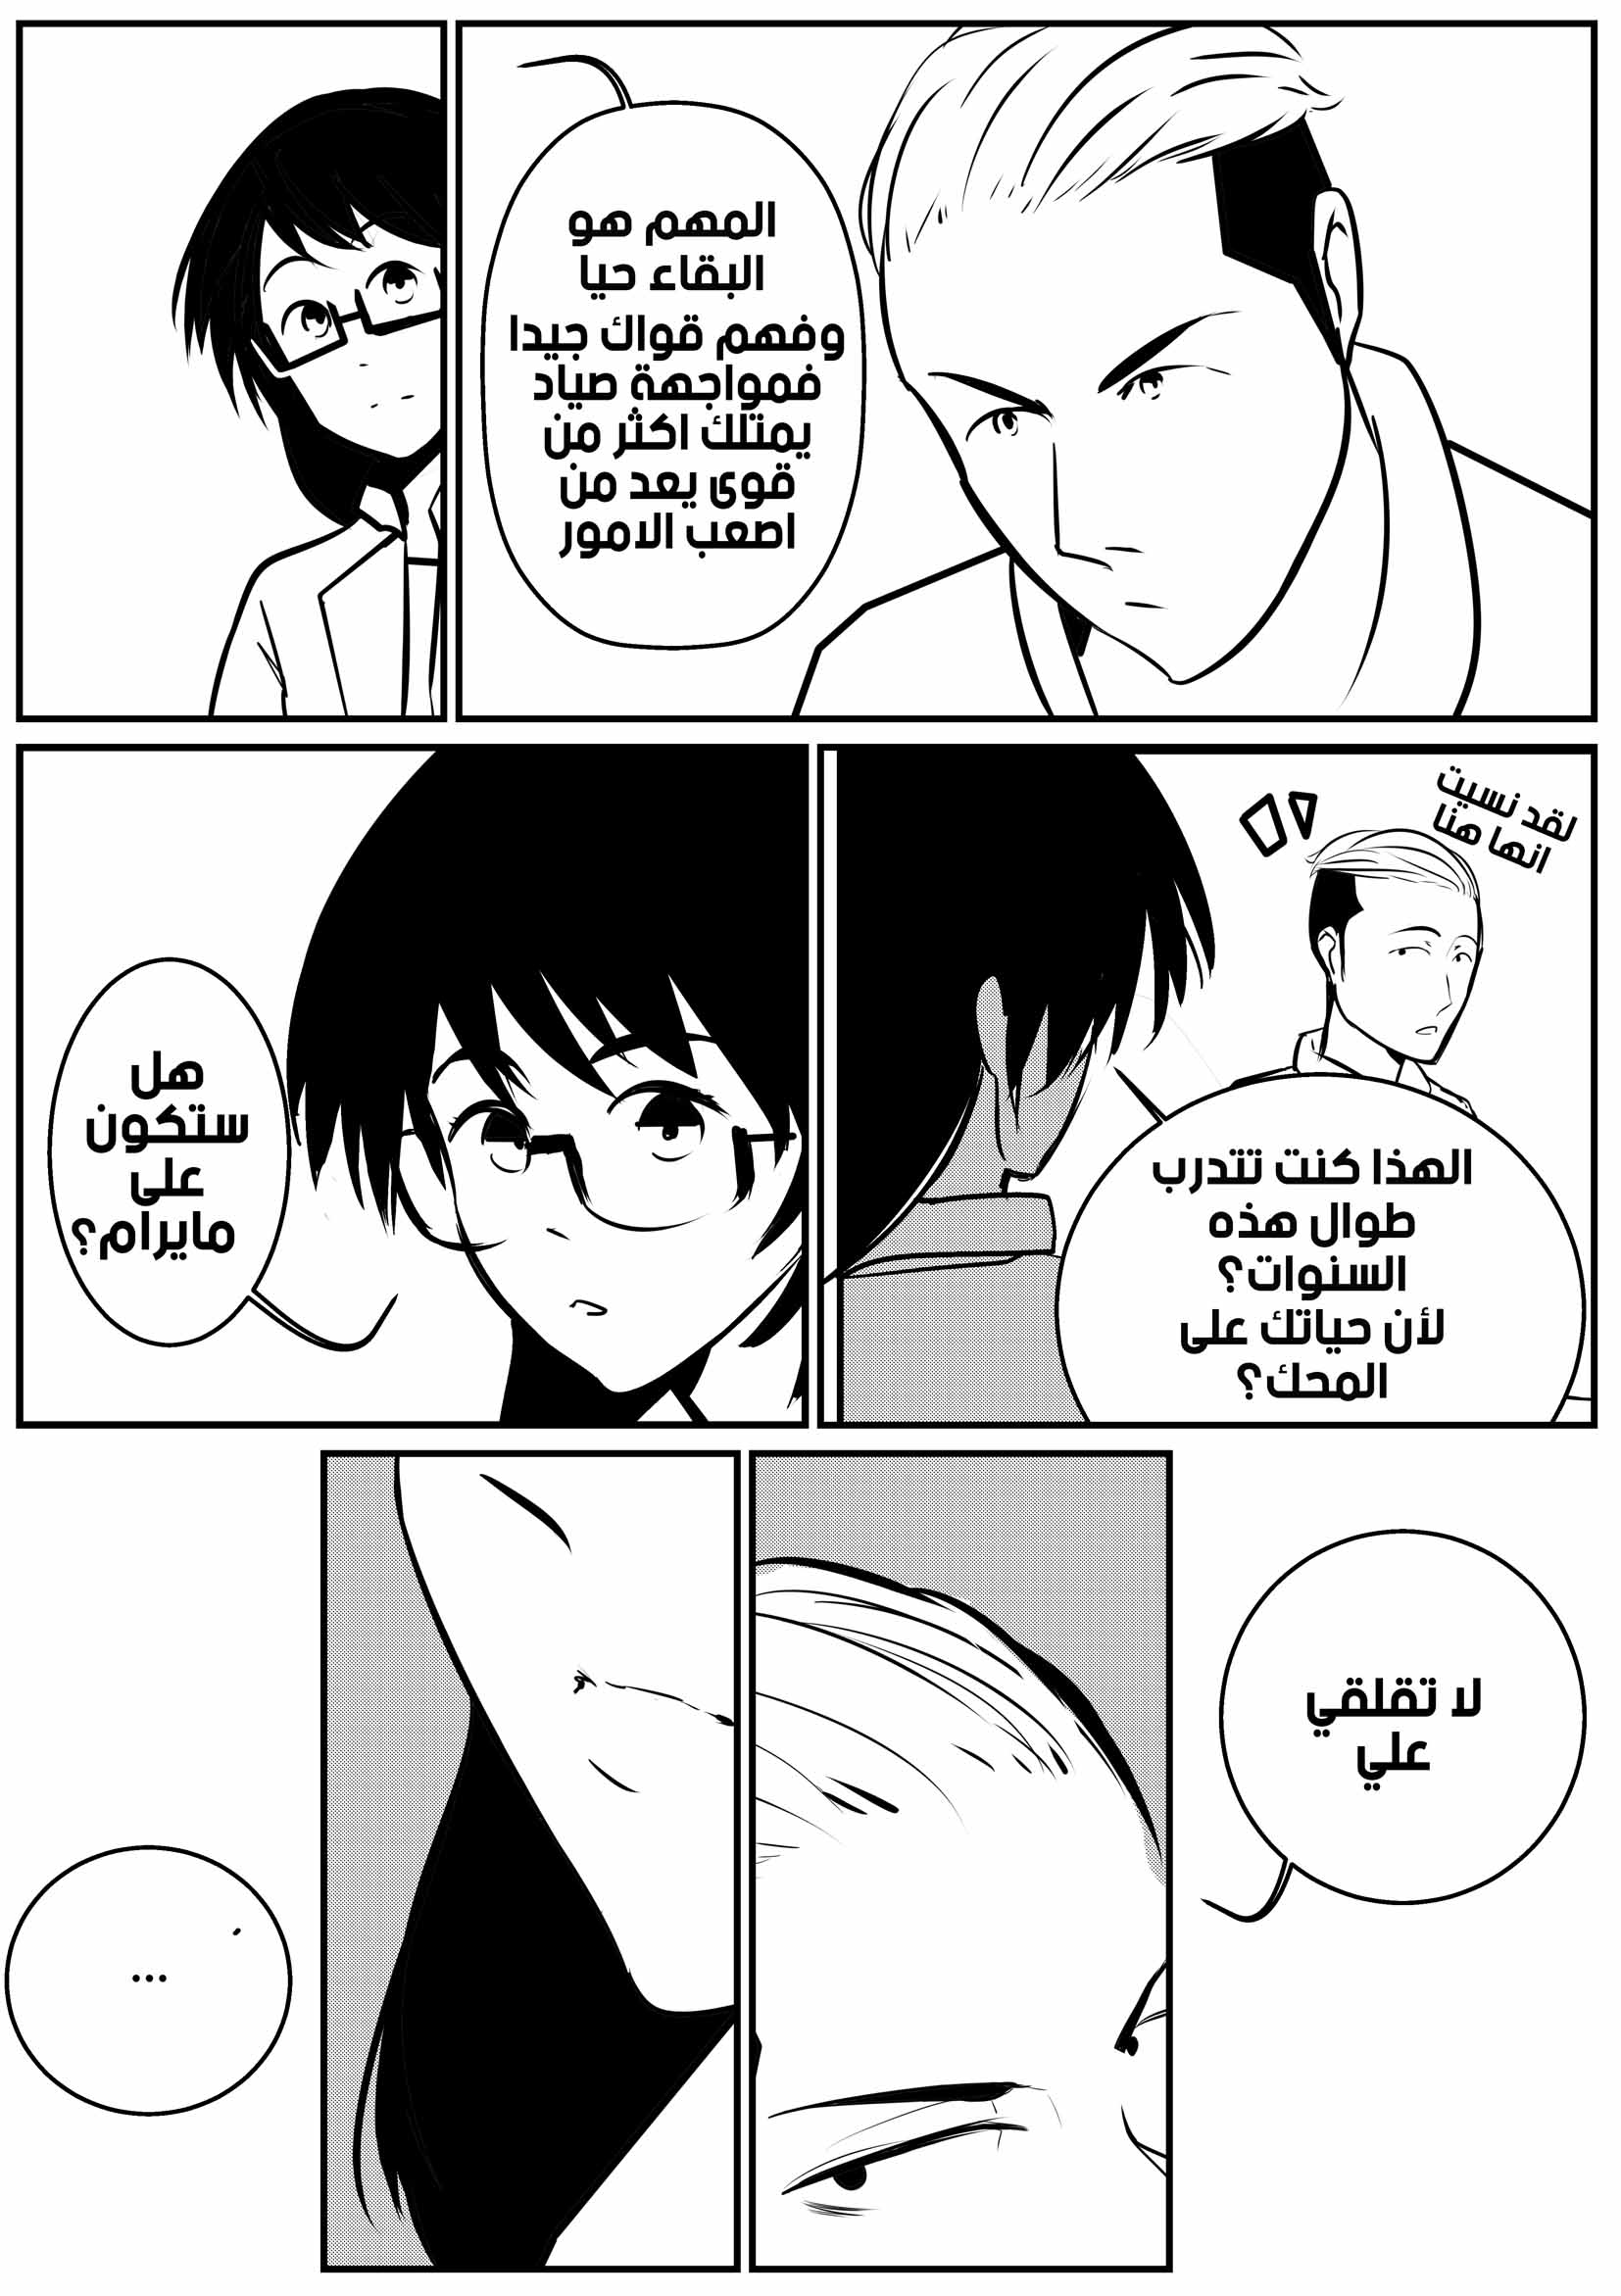 المهم هو
البقاء حيا
وفهم قواك جيدا
فمواجهة صياد
يمتلك اكثر من
قوى يعد من
اصعب الامور
لقد نسيت
انها هنا
الهذا كنت تتدرب
طوال هذه
السنوات؟
لأن حياتك على
المحك؟
هل
ستكون
على
مايرام؟
لا تقلقي
علي
...